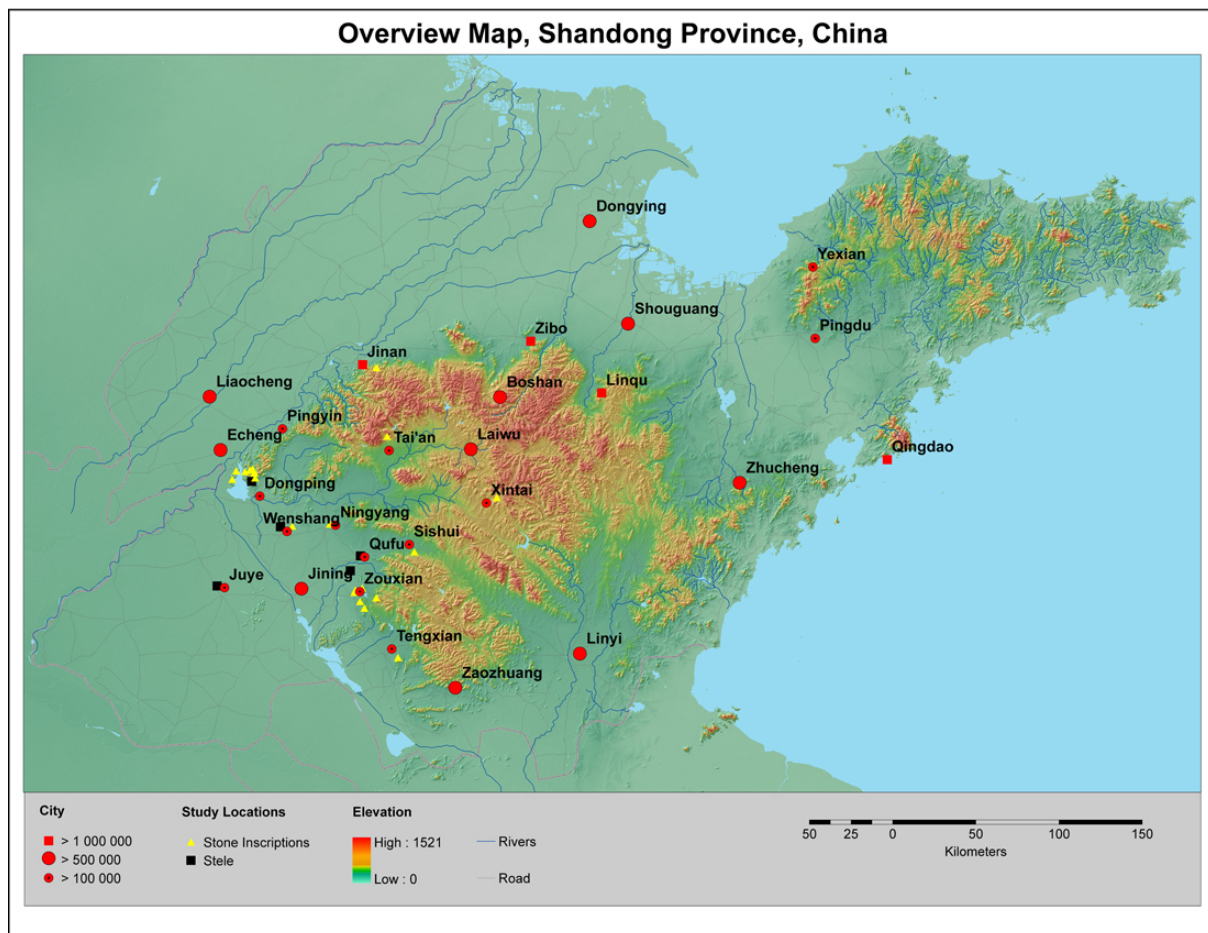 Overview Map, Shandong Province, China
Dongying
Yexian
Shouguang
Pingdu
Zibo
Jinan
Liaocheng
Boshan
Linqu
Pingyin
Echeng
Tai'an
Laiwu
Qingdao
Zhucheng
Dongping
Xintai
Wenshang
Ningyang
Sishui
Qufu
Juye
Jining
Zouxian
Tengxian
Linyi
Zaozhuang
City
> 1 000 000
> 500 000
> 100 000
Study Locations
Stone Inscriptions
Stele
Elevation
High : 1521
Low : 0
Rivers
Road
50 25 0 50 100 150
Kilometers